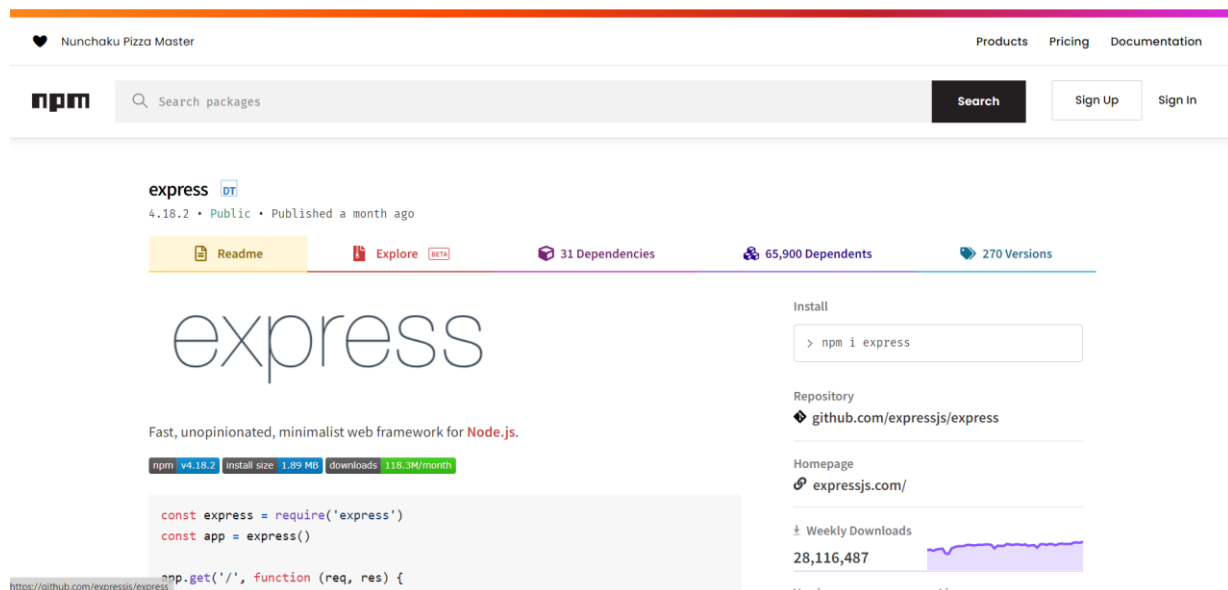 Nunchaku Pizza Master
Products Pricing Documentation
npm
Search packages
Search
Sign Up
Sign In
express DT
4.18.2 • Public • Published a month ago
Readme
Explore BETA
31 Dependencies
65,900 Dependents
270 Versions
express
Fast, unopinionated, minimalist web framework for Node.js.
npm v4.18.2 install size 1.89 MB downloads 118.3M/month
const express = require('express')
const app = express()
app.get('/', function (req, res) {
Install
> npm i express
Repository
github.com/expressjs/express
Homepage
expressjs.com/
Weekly Downloads
28,116,487
https://github.com/expressjs/express